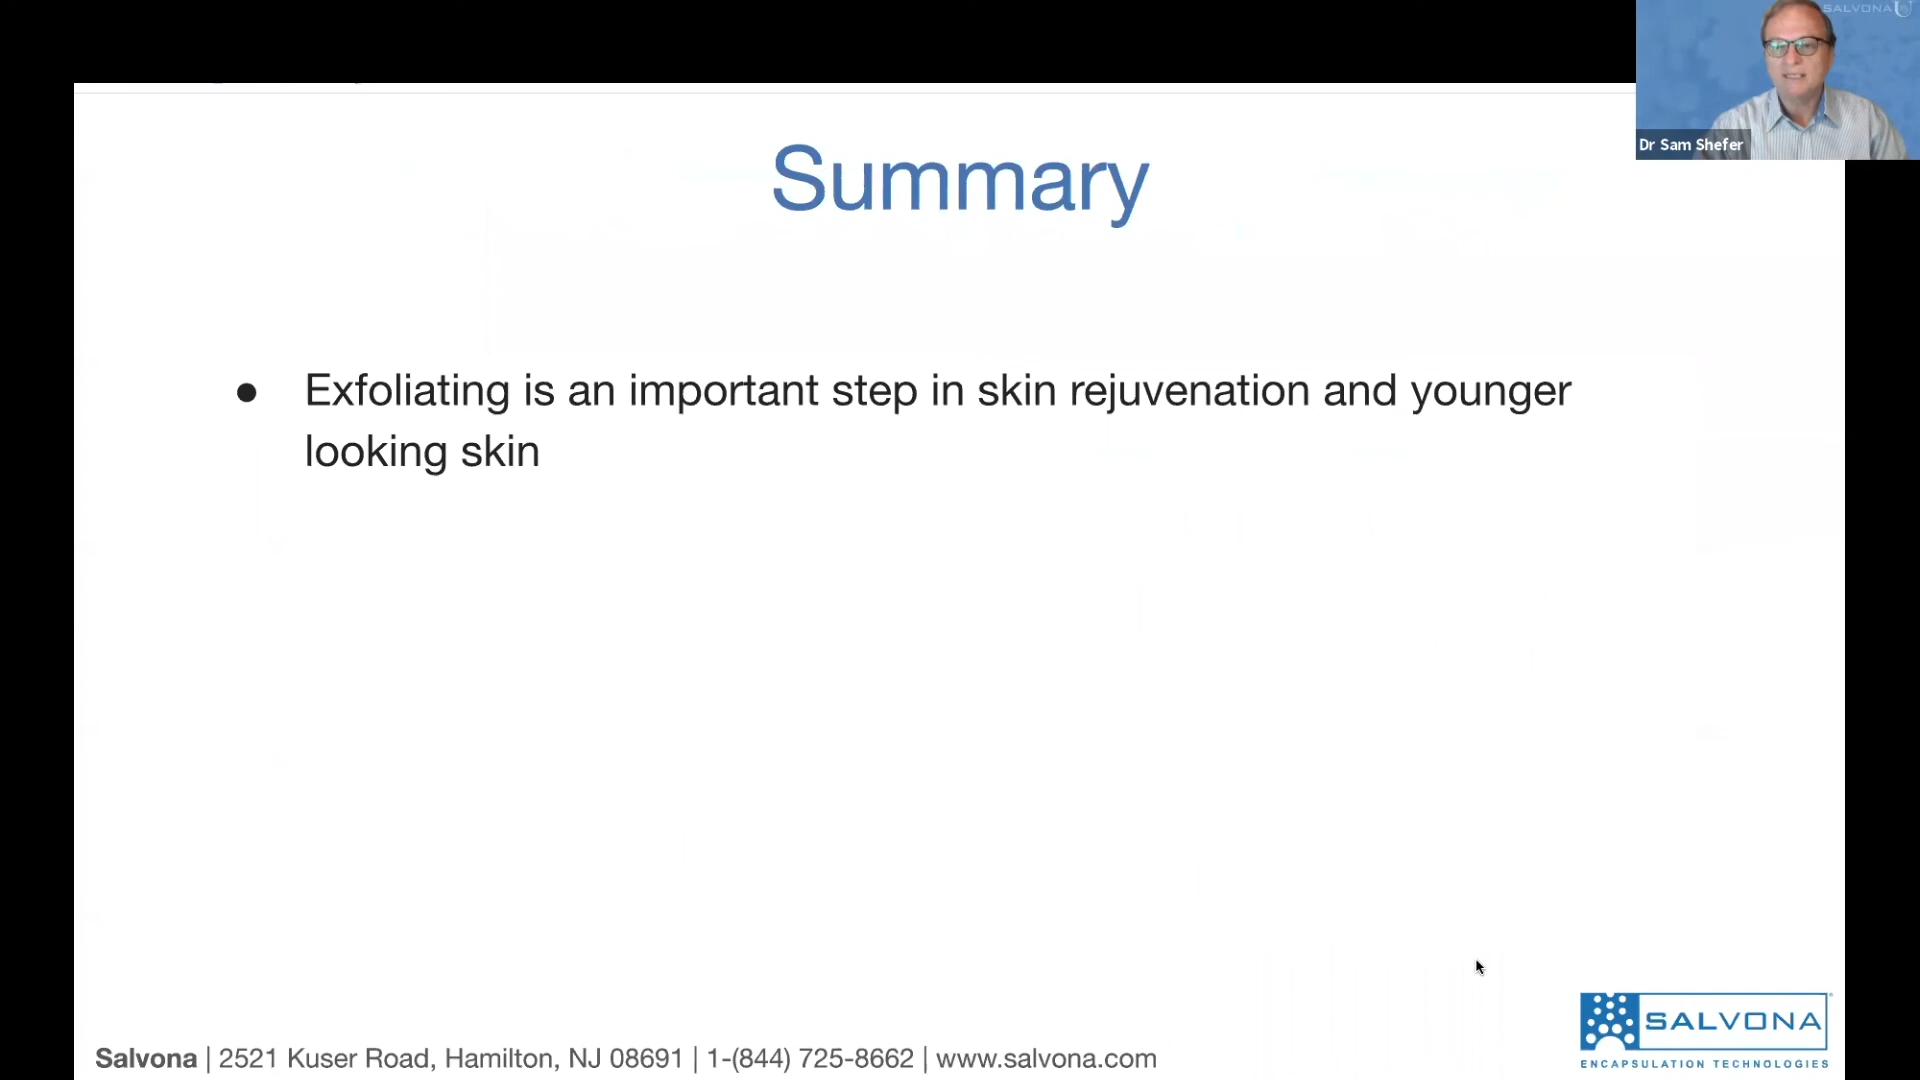 SALVONA U
Dr Sam Shefer
Summary
● Exfoliating is an important step in skin rejuvenation and younger
looking skin
Salvona | 2521 Kuser Road, Hamilton, NJ 08691 | 1-(844) 725-8662 | www.salvona.com
SALVONA
ENCAPSULATION TECHNOLOGIES